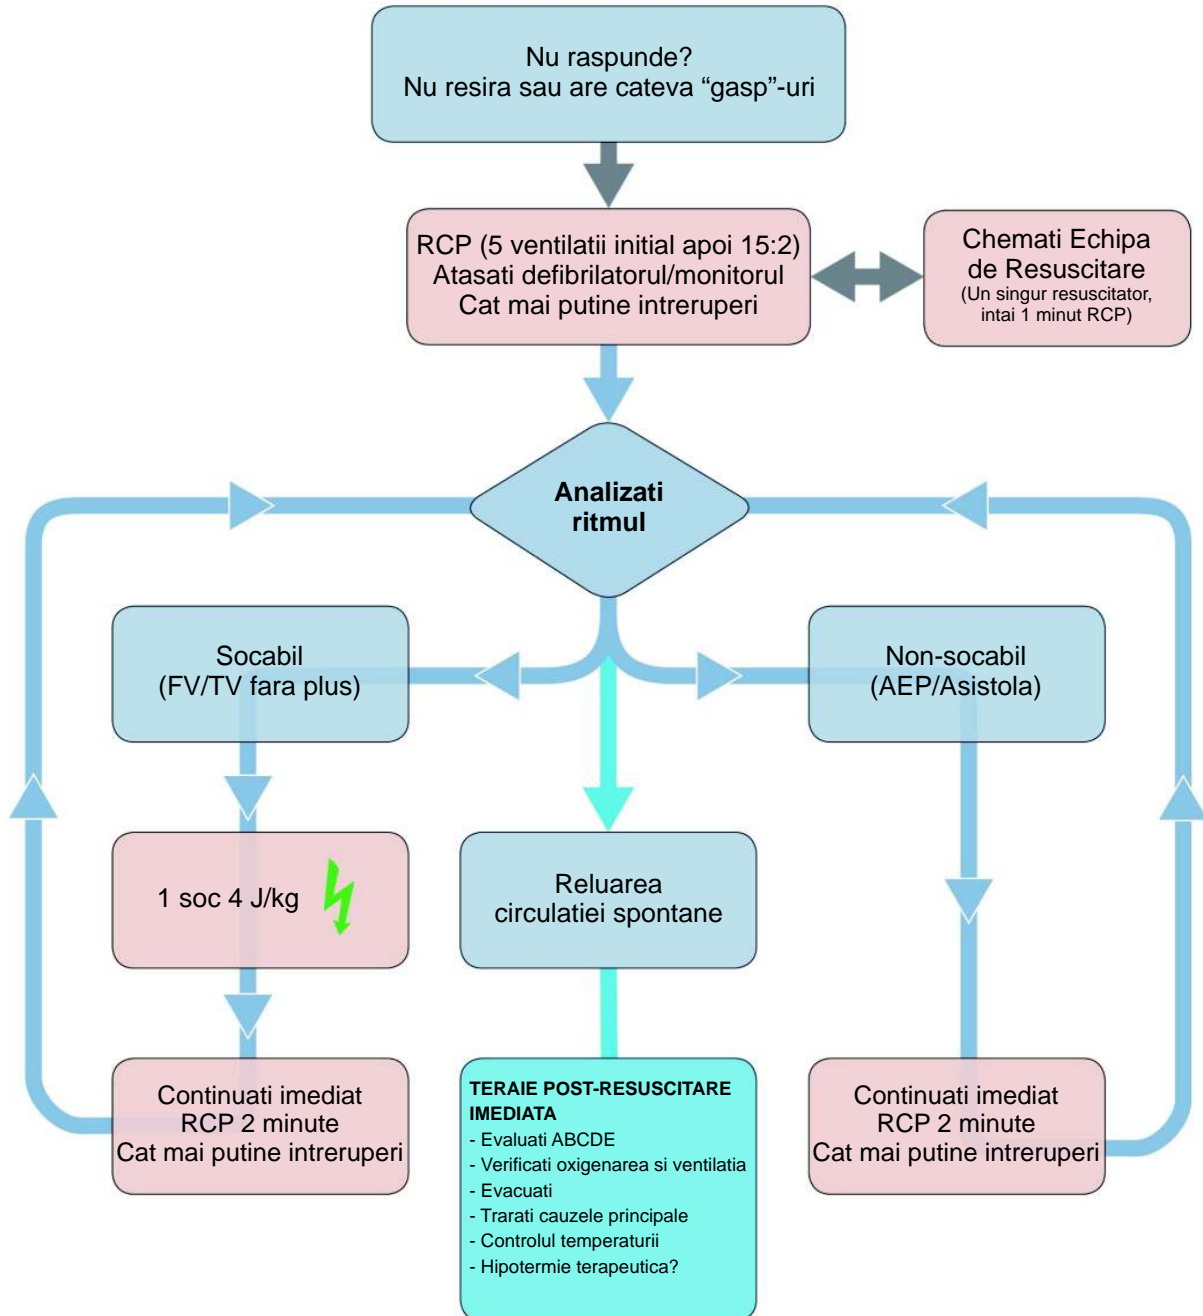 Nu raspunde?
Nu resira sau are cateva “gasp”-uri
RCP (5 ventilatii initial apoi 15:2)
Atasati defibrilatorul/monitorul
Cat mai putine intreruperi
Chemati Echipa
de Resuscitare
(Un singur resuscitator,
intai 1 minut RCP)
Analizati
ritmul
Socabil
(FV/TV fara plus)
Non-socabil
(AEP/Asistola)
1 soc 4 J/kg
Reluarea
circulatiei spontane
Continuati imediat
RCP 2 minute
Cat mai putine intreruperi
TERAIE POST-RESUSCITARE
IMEDIATA
- Evaluati ABCDE
- Verificati oxigenarea si ventilatia
- Evacuati
- Trarati cauzele principale
- Controlul temperaturii
- Hipotermie terapeutica?
Continuati imediat
RCP 2 minute
Cat mai putine intreruperi